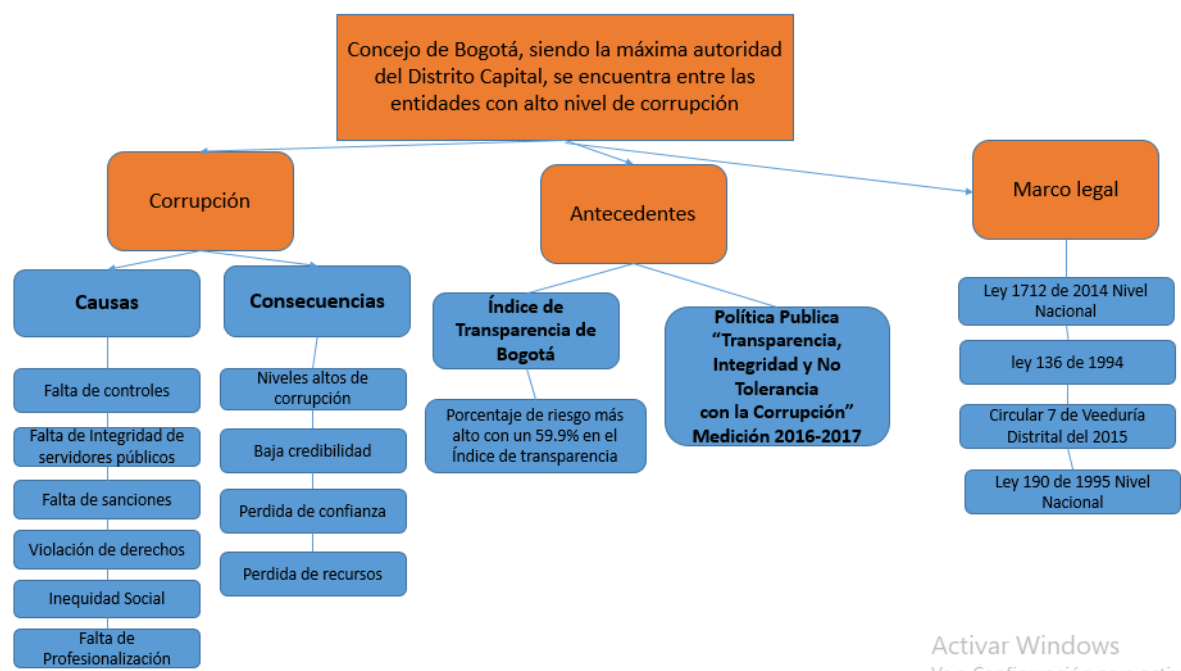 Concejo de Bogotá, siendo la máxima autoridad
del Distrito Capital, se encuentra entre las
entidades con alto nivel de corrupción
Corrupción
Antecedentes
Marco legal
Causas
Falta de controles
Falta de Integridad de
servidores públicos
Falta de sanciones
Violación de derechos
Inequidad Social
Falta de
Profesionalización
Consecuencias
Niveles altos de
corrupción
Baja credibilidad
Perdida de confianza
Perdida de recursos
Índice de
Transparencia de
Bogotá
Porcentaje de riesgo más
alto con un 59.9% en el
Índice de transparencia
Política Publica
“Transparencia,
Integridad y No
Tolerancia
con la Corrupción”
Medición 2016-2017
Ley 1712 de 2014 Nivel
Nacional
ley 136 de 1994
Circular 7 de Veeduría
Distrital del 2015
Ley 190 de 1995 Nivel
Nacional
Activar Windows